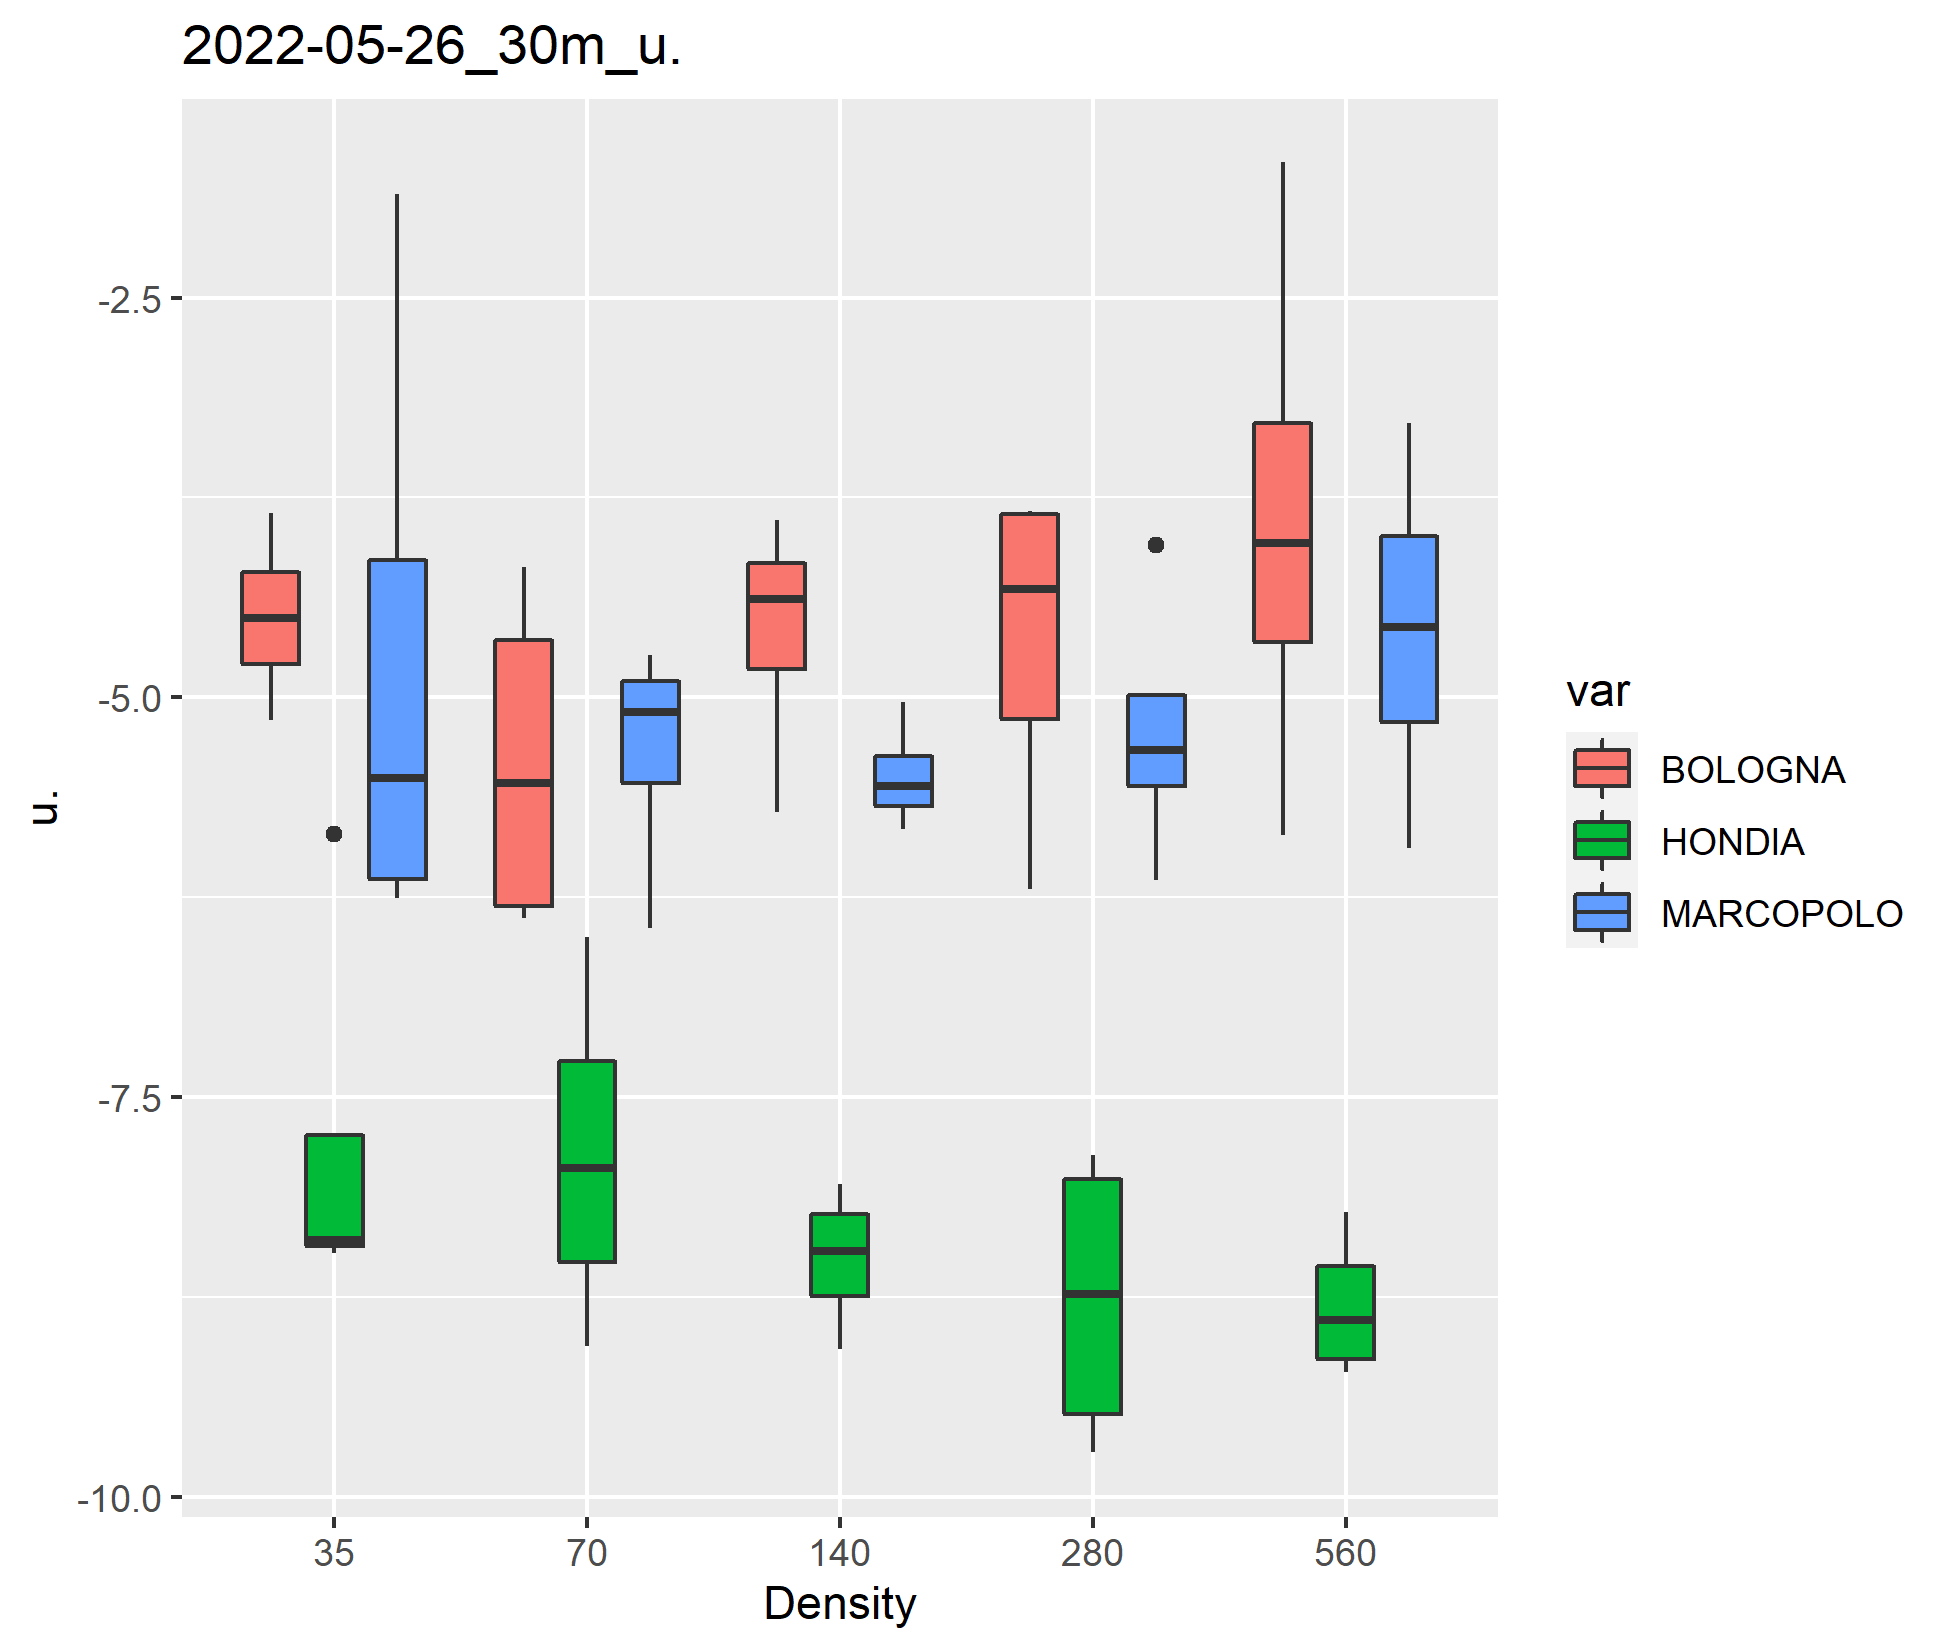 2022-05-26_30m_u.
-2.5
-5.0
-7.5
-10.0
u.
35 70 140 280 560
Density
var
BOLOGNA
HONDIA
MARCOPOLO